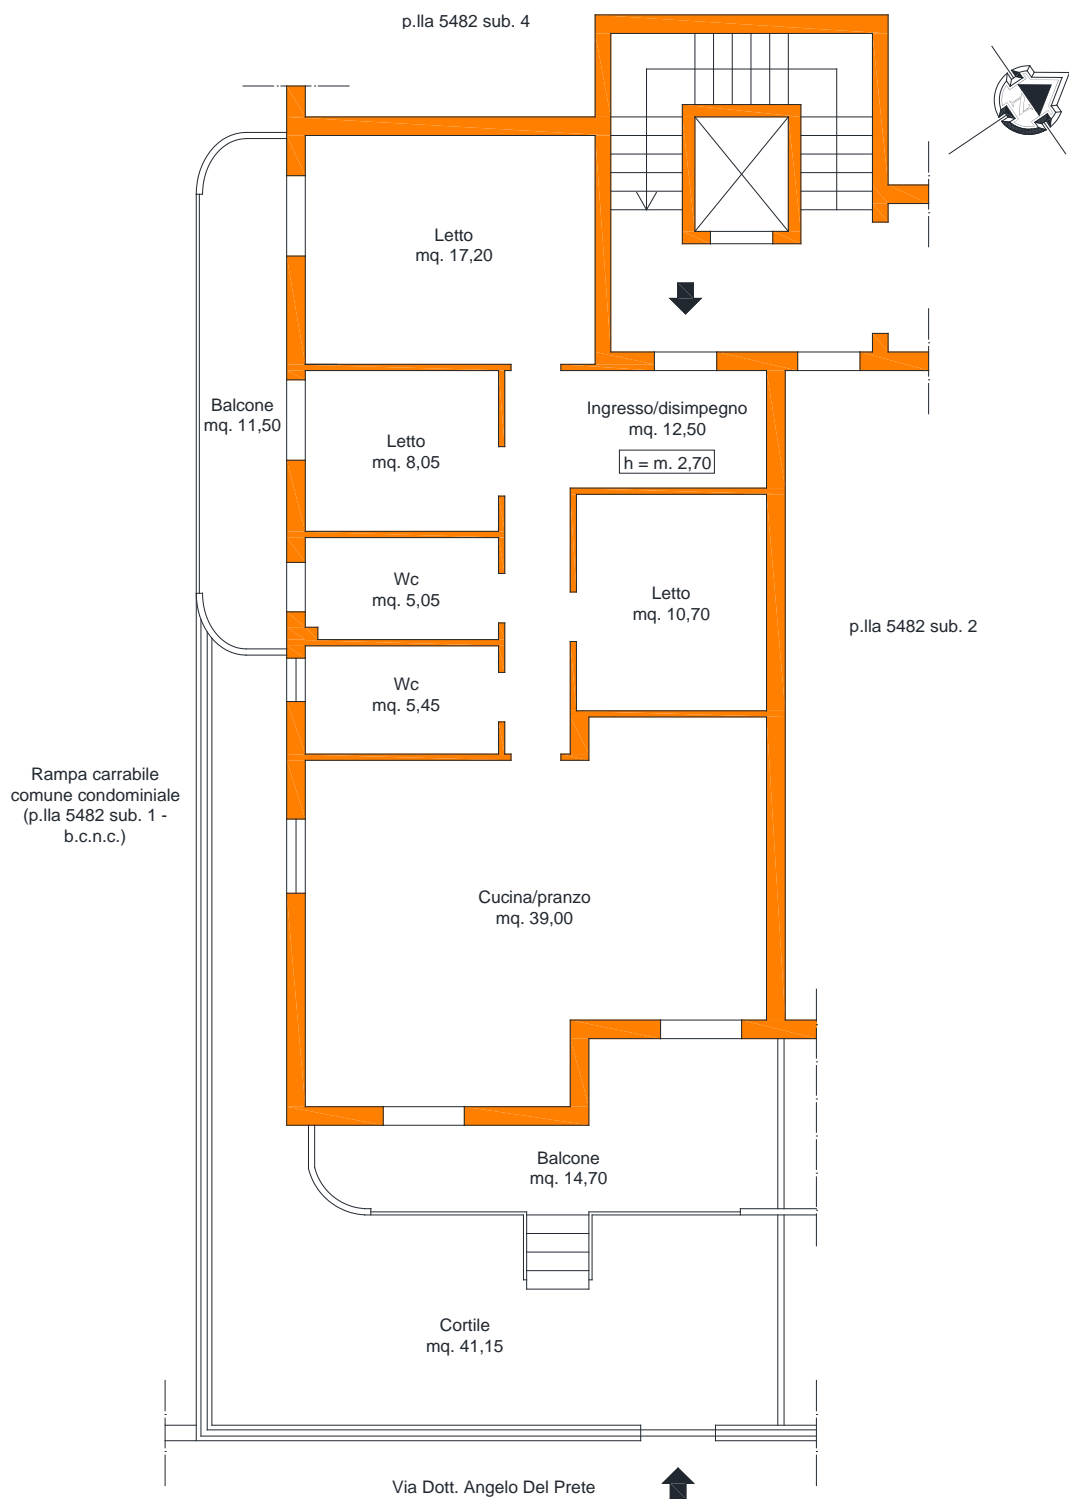 p.lla 5482 sub. 4
Letto
mq. 17,20
Balcone
mq. 11,50
Ingresso/disimpegno
mq. 12,50
h = m. 2,70
Letto
mq. 8,05
Wc
mq. 5,05
Letto
mq. 10,70
p.lla 5482 sub. 2
Wc
mq. 5,45
Rampa carrabile
comune condominiale
(p.lla 5482 sub. 1 -
b.c.n.c.)
Cucina/pranzo
mq. 39,00
Balcone
mq. 14,70
Cortile
mq. 41,15
Via Dott. Angelo Del Prete